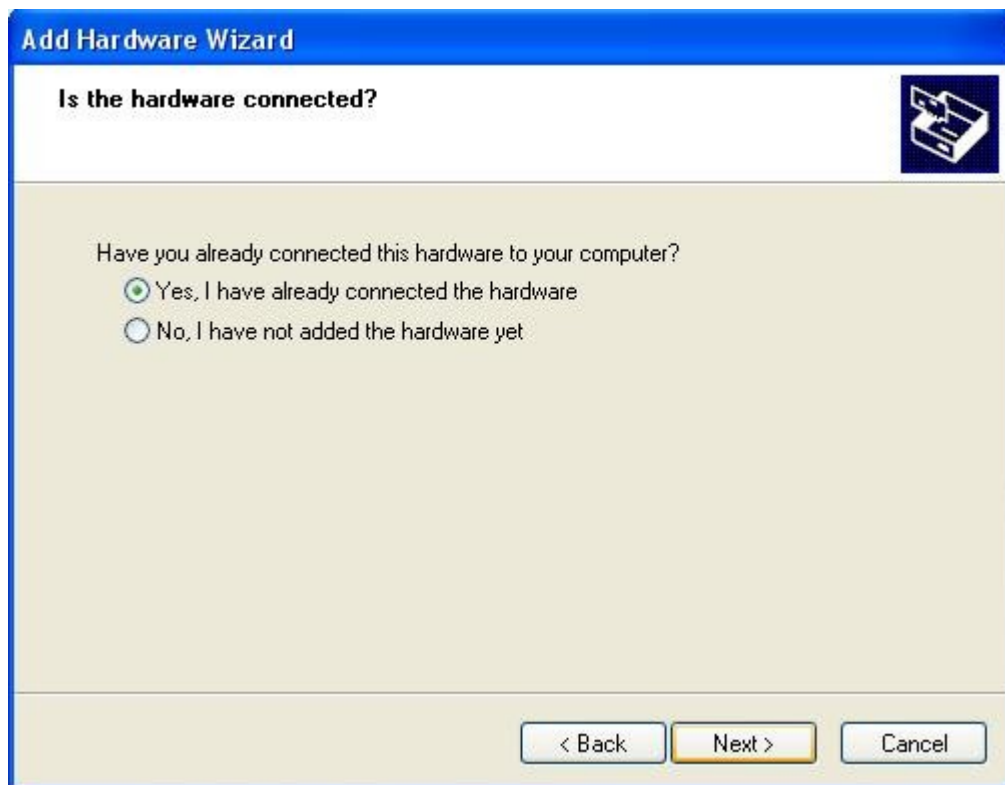 Add Hardware Wizard
Is the hardware connected?
Have you already connected this hardware to your computer?
Yes, I have already connected the hardware
No, I have not added the hardware yet
< Back Next > Cancel